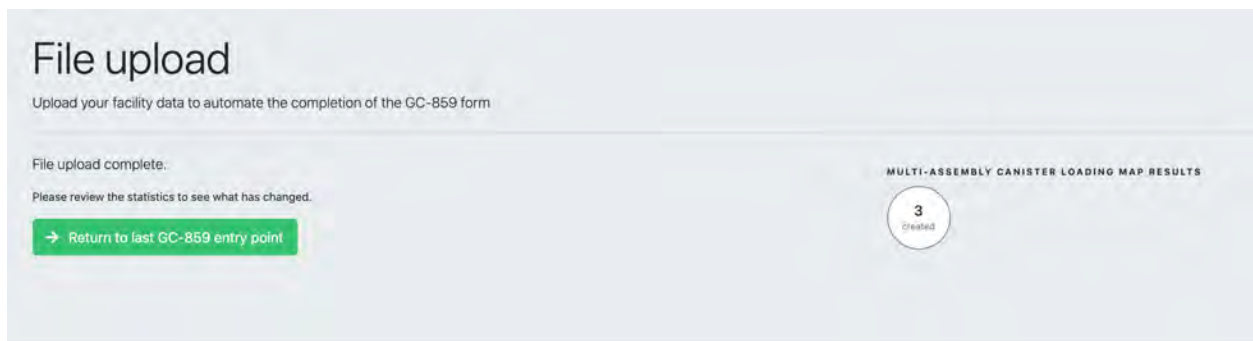 File upload
Upload your facility data to automate the completion of the GC-859 form
File upload complete.
Please review the statistics to see what has changed.
→ Return to last GC-859 entry point
MULTI-ASSEMBLY CANISTER LOADING MAP RESULTS
3
created